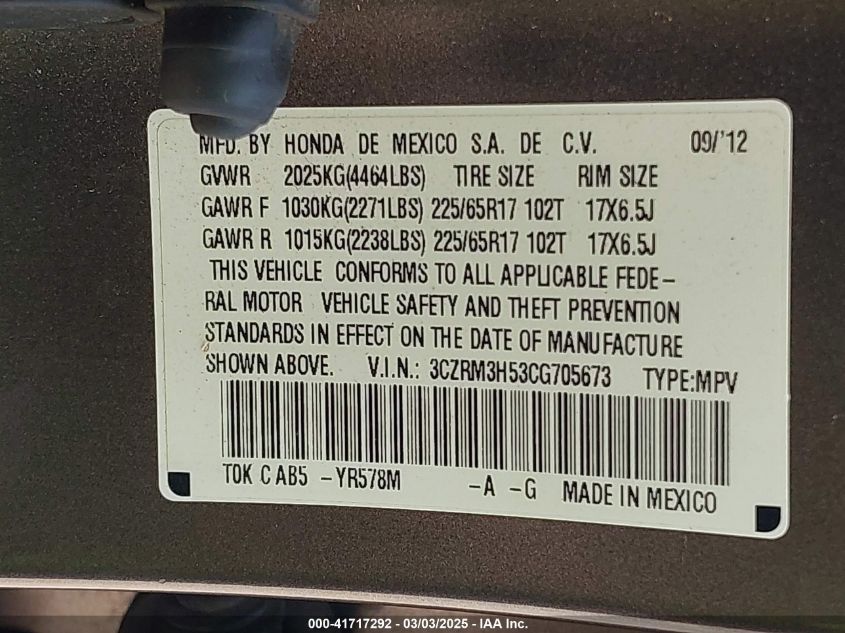 MFD. BY HONDA DE MEXICO S.A. DE C.V. 09/'12
GVWR 2025KG(4464LBS) TIRE SIZE RIM SIZE
GAWR F 1030KG(2271LBS) 225/65R17 102T 17X6.5J
GAWR R 1015KG(2238LBS) 225/65R17 102T 17X6.5J
THIS VEHICLE CONFORMS TO ALL APPLICABLE FEDE-
RAL MOTOR VEHICLE SAFETY AND THEFT PREVENTION
STANDARDS IN EFFECT ON THE DATE OF MANUFACTURE
SHOWN ABOVE. V.I.N.: 3CZRM3H53CG705673 TYPE:MPV
T0K C AB5 -YR578M -A -G MADE IN MEXICO
000-41717292 - 03/03/2025 - IAA Inc.